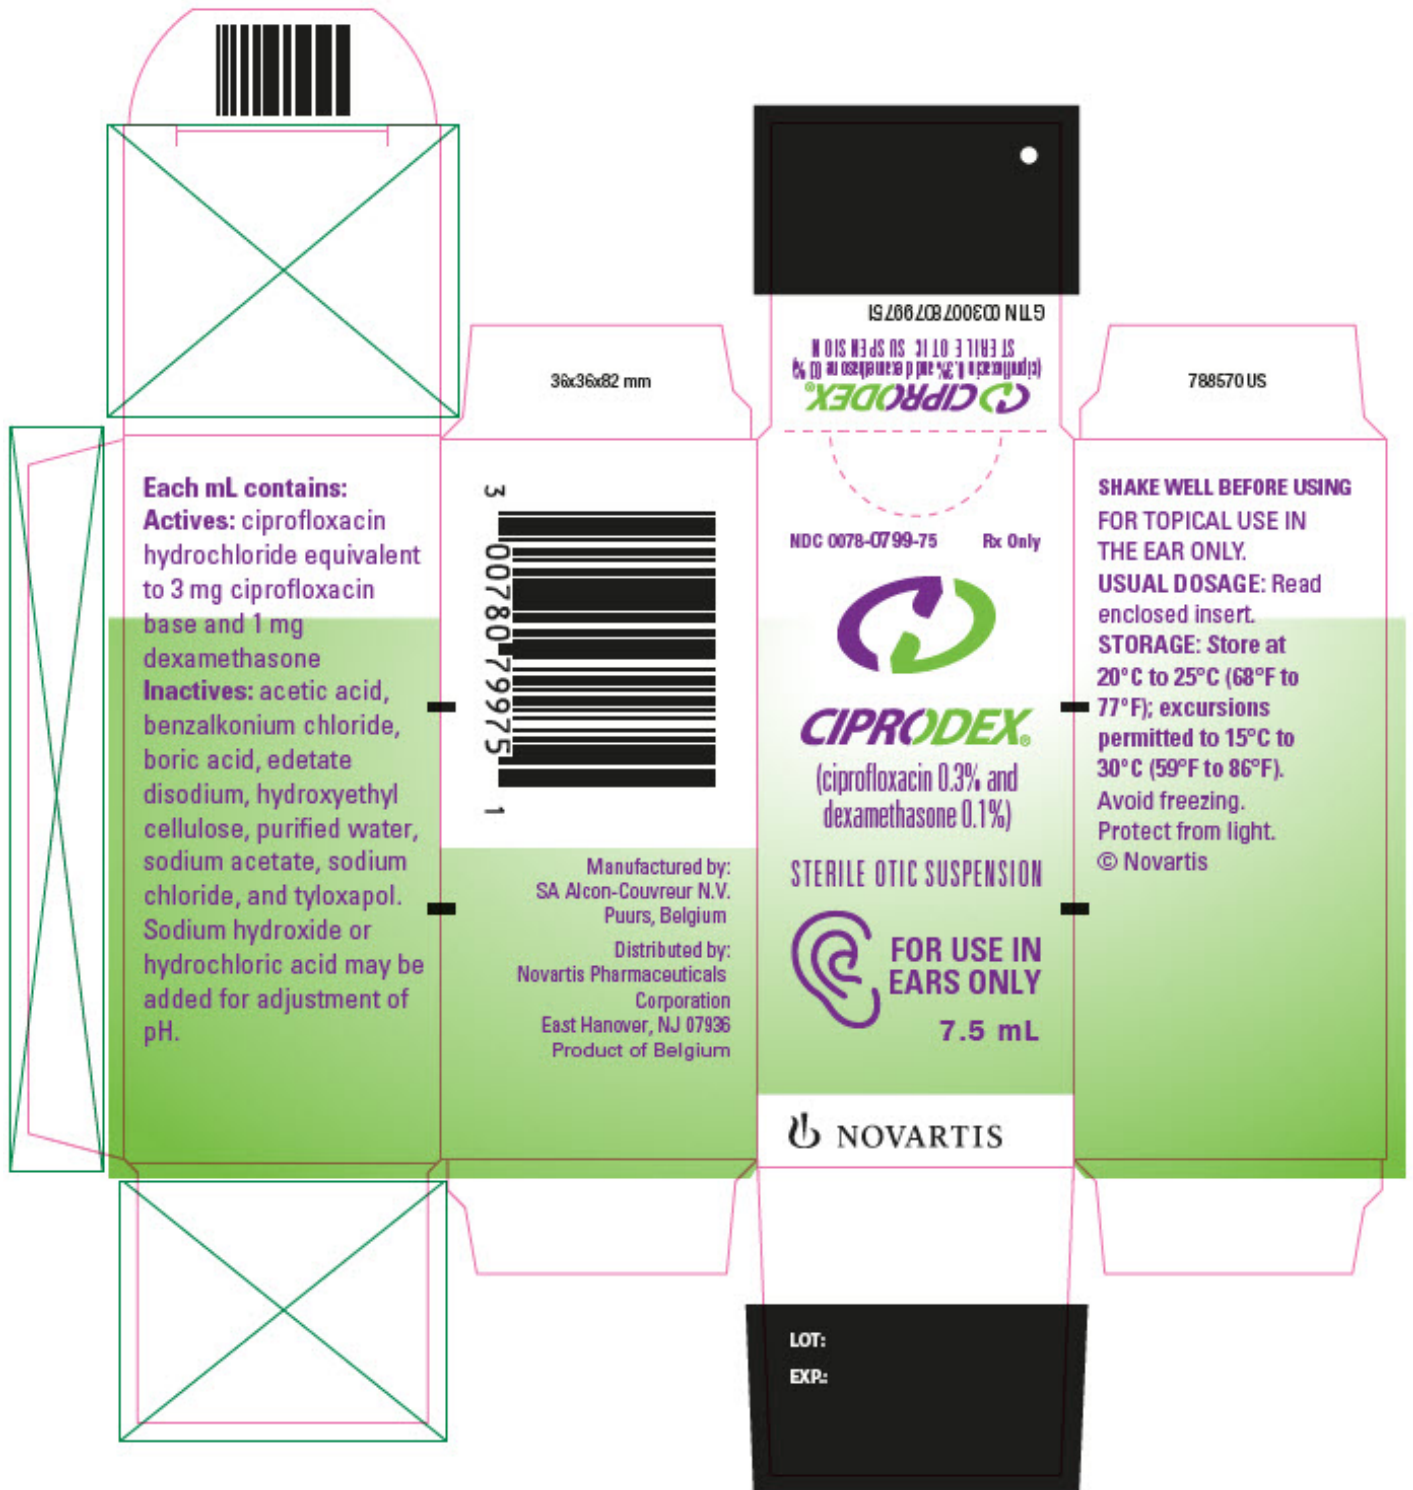 GTIN 00300780799751
CIPRODEX®
(ciprofloxacin 0.3% and dexamethasone 0.1%)
STERILE OTIC SUSPENSION
36x36x82 mm
788570 US
Each mL contains:
Actives: ciprofloxacin
hydrochloride equivalent
to 3 mg ciprofloxacin
base and 1 mg
dexamethasone
Inactives: acetic acid,
benzalkonium chloride,
boric acid, edetate
disodium, hydroxyethyl
cellulose, purified water,
sodium acetate, sodium
chloride, and tyloxapol.
Sodium hydroxide or
hydrochloric acid may be
added for adjustment of
pH.
3 00780 79975 1
Manufactured by:
SA Alcon-Couvreur N.V.
Puurs, Belgium
Distributed by:
Novartis Pharmaceuticals
Corporation
East Hanover, NJ 07936
Product of Belgium
NDC 0078-0799-75 Rx Only
CIPRODEX®
(ciprofloxacin 0.3% and
dexamethasone 0.1%)
STERILE OTIC SUSPENSION
FOR USE IN
EARS ONLY
7.5 mL
NOVARTIS
LOT:
EXP.:
SHAKE WELL BEFORE USING
FOR TOPICAL USE IN
THE EAR ONLY.
USUAL DOSAGE: Read
enclosed insert.
STORAGE: Store at
20°C to 25°C (68°F to
77°F); excursions
permitted to 15°C to
30°C (59°F to 86°F).
Avoid freezing.
Protect from light.
© Novartis